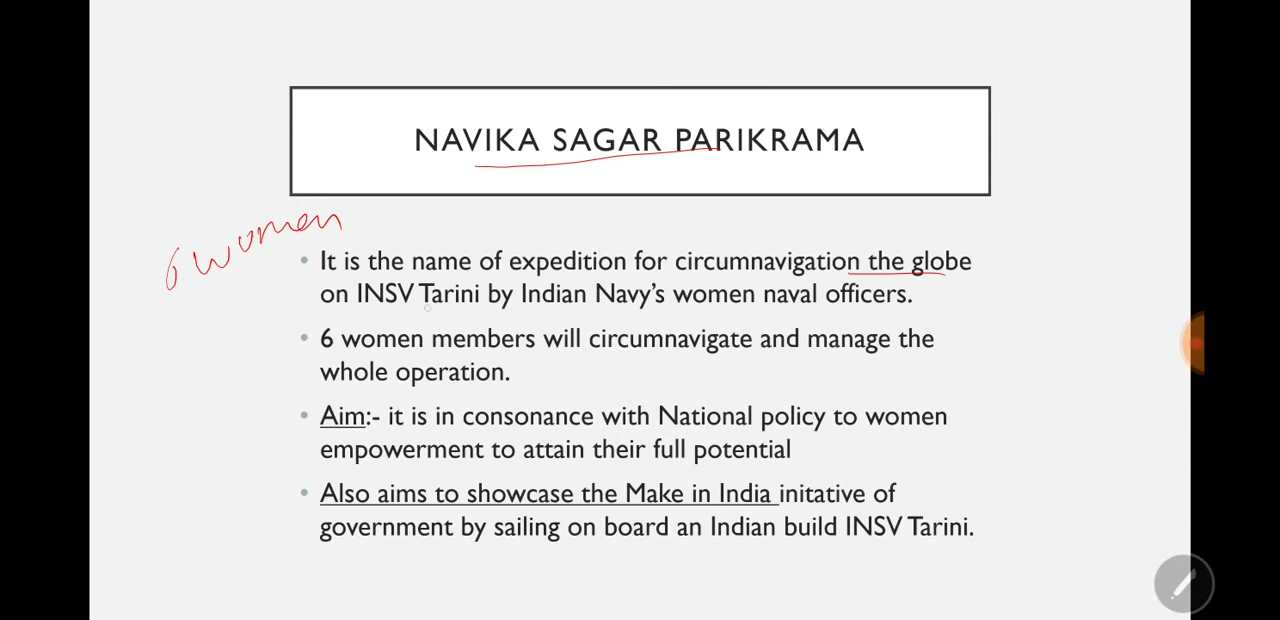 NAVIKA SAGAR PARIKRAMA
6 women
• It is the name of expedition for circumnavigation the globe
on INSV Tarini by Indian Navy's women naval officers.
• 6 women members will circumnavigate and manage the
whole operation.
• Aim:- it is in consonance with National policy to women
empowerment to attain their full potential
• Also aims to showcase the Make in India initative of
government by sailing on board an Indian build INSV Tarini.